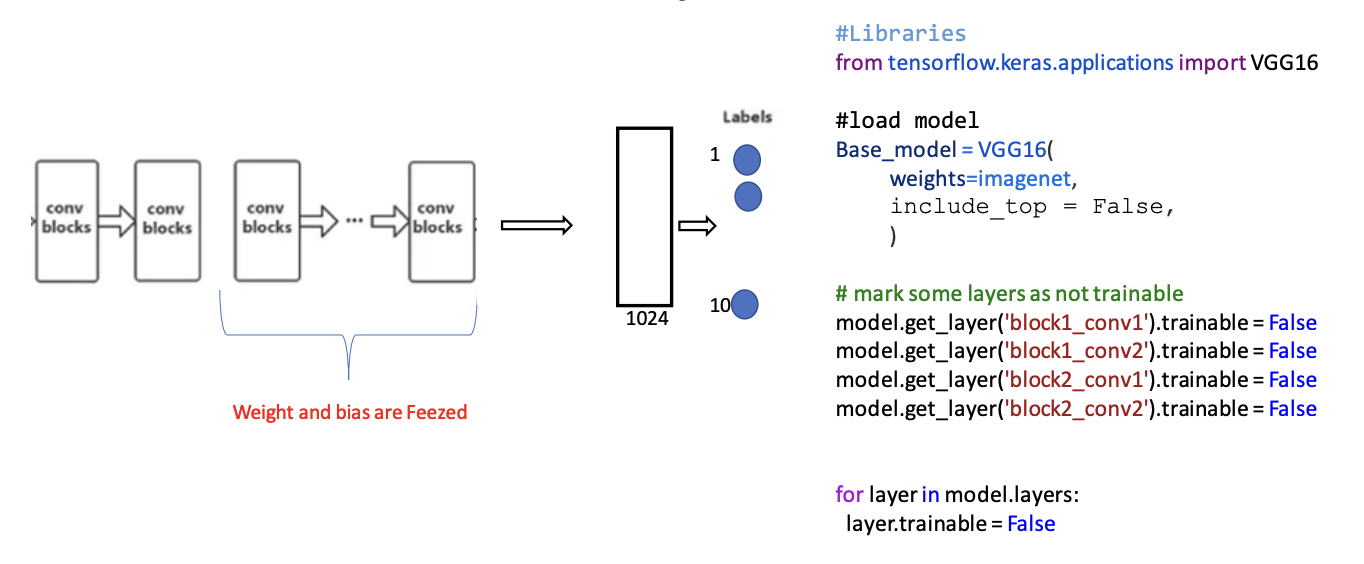 conv
blocks
conv
blocks
conv
blocks
...
conv
blocks
Weight and bias are Feezed
1024
Labels
1
10
#Libraries
from tensorflow.keras.applications import VGG16
#load model
Base_model = VGG16(
weights=imagenet,
include_top = False,
)
# mark some layers as not trainable
model.get_layer('block1_conv1').trainable = False
model.get_layer('block1_conv2').trainable = False
model.get_layer('block2_conv1').trainable = False
model.get_layer('block2_conv2').trainable = False
for layer in model.layers:
layer.trainable = False